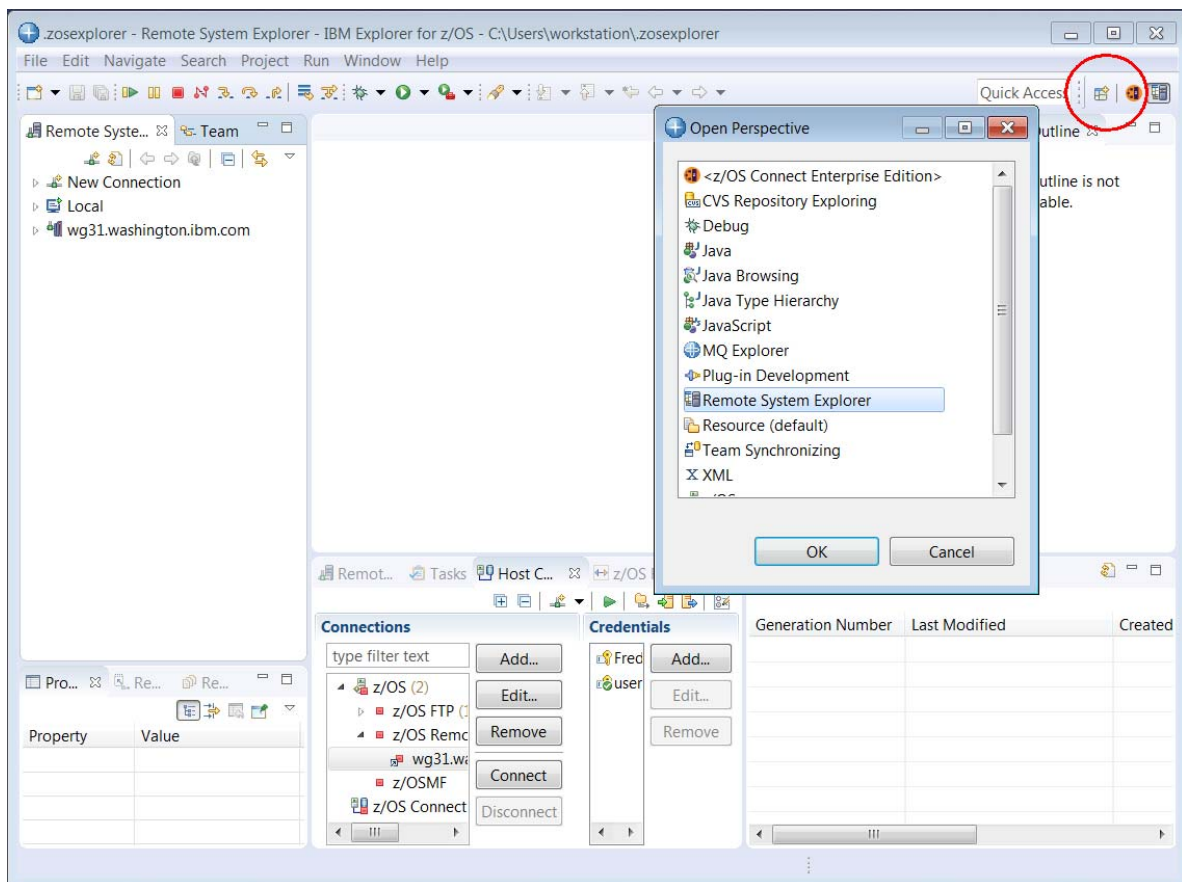 .zosexplorer - Remote System Explorer - IBM Explorer for z/OS - C:\Users\workstation\.zosexplorer
File Edit Navigate Search Project Run Window Help
Quick Access
Remote Syste... Team
New Connection
Local
wg31.washington.ibm.com
Open Perspective
<z/OS Connect Enterprise Edition>
CVS Repository Exploring
Debug
Java
Java Browsing
Java Type Hierarchy
JavaScript
MQ Explorer
Plug-in Development
Remote System Explorer
Resource (default)
Team Synchronizing
XML
OK Cancel
utline
utline is not
able.
Remot... Tasks Host C... z/OS
Connections
type filter text
Add...
z/OS (2)
Edit...
z/OS FTP (
z/OS Remo
Remove
wg31.wa
z/OSMF
Connect
z/OS Connect
Disconnect
Credentials
Fred
user
Add...
Edit...
Remove
Generation Number Last Modified Created
Pro... Re... Re...
Property Value